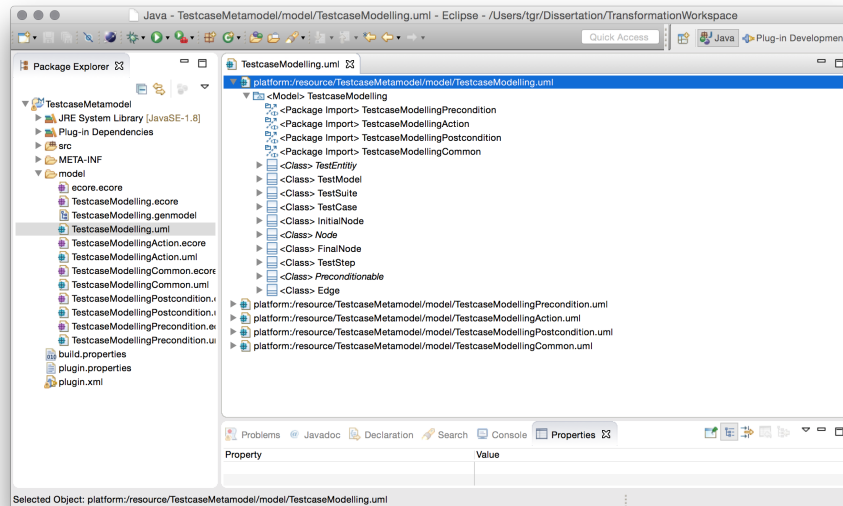 Java - TestcaseMetamodel/model/TestcaseModelling.uml - Eclipse - /Users/tgr/Dissertation/TransformationWorkspace
Quick Access
Java
Plug-in Developmen
Package Explorer
TestcaseMetamodel
JRE System Library [JavaSE-1.8]
Plug-in Dependencies
src
META-INF
model
ecore.ecore
TestcaseModelling.ecore
TestcaseModelling.genmodel
TestcaseModelling.uml
TestcaseModellingAction.ecore
TestcaseModellingAction.uml
TestcaseModellingCommon.ecore
TestcaseModellingCommon.uml
TestcaseModellingPostcondition.
TestcaseModellingPostcondition.
TestcaseModellingPrecondition.e
TestcaseModellingPrecondition.u
build.properties
plugin.properties
plugin.xml
TestcaseModelling.uml
platform:/resource/TestcaseMetamodel/model/TestcaseModelling.uml
<Model> TestcaseModelling
<Package Import> TestcaseModellingPrecondition
<Package Import> TestcaseModellingAction
<Package Import> TestcaseModellingPostcondition
<Package Import> TestcaseModellingCommon
<Class> TestEntitiy
<Class> TestModel
<Class> TestSuite
<Class> TestCase
<Class> InitialNode
<Class> Node
<Class> FinalNode
<Class> TestStep
<Class> Preconditionable
<Class> Edge
platform:/resource/TestcaseMetamodel/model/TestcaseModellingPrecondition.uml
platform:/resource/TestcaseMetamodel/model/TestcaseModellingAction.uml
platform:/resource/TestcaseMetamodel/model/TestcaseModellingPostcondition.uml
platform:/resource/TestcaseMetamodel/model/TestcaseModellingCommon.uml
Problems @ Javadoc Declaration Search Console Properties
Property Value
Selected Object: platform:/resource/TestcaseMetamodel/model/TestcaseModelling.uml